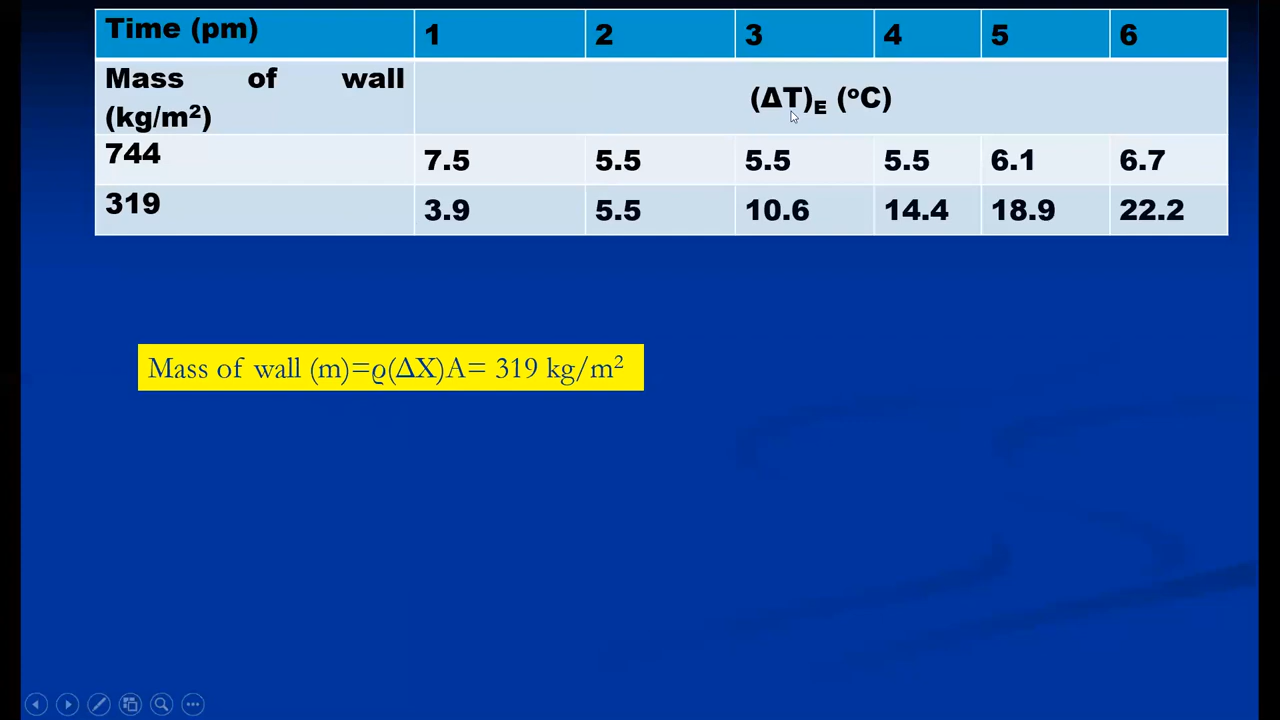 Time (pm) 1 2 3 4 5 6
Mass of wall (ΔT)E (ºC)
(kg/m²)
744 7.5 5.5 5.5 5.5 6.1 6.7
319 3.9 5.5 10.6 14.4 18.9 22.2
Mass of wall (m)=ϱ(ΔX)A= 319 kg/m²